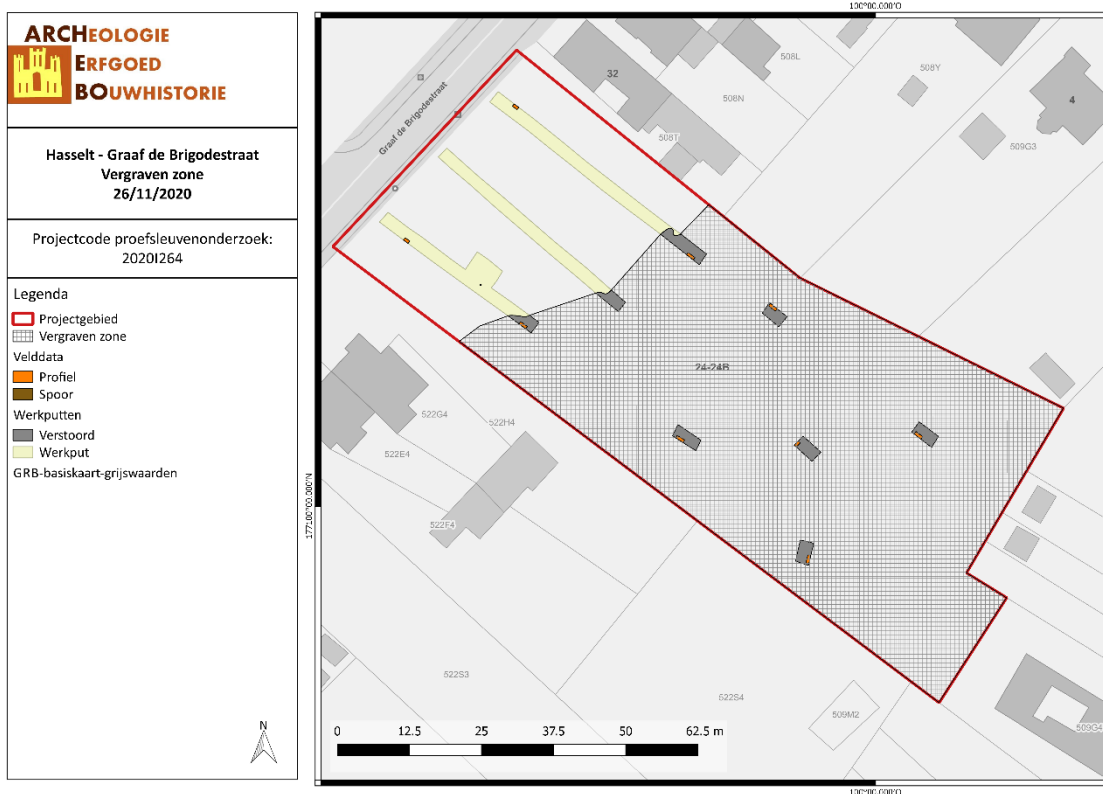 ARCHEOLOGIE
ERFGOED
BOUWHISTORIE
Hasselt - Graaf de Brigodestraat
Vergraven zone
26/11/2020
Projectcode proefsleuvenonderzoek:
2020I264
Legenda
Projectgebied
Vergraven zone
Velddata
Profiel
Spoor
Werkputten
Verstoord
Werkput
GRB-basiskaart-grijswaarden
N
Graaf de Brigodestraat
32
508L
508Y
4
508N
508T
509G3
24-24B
522G4
522H4
522E4
522F4
522S3
522S4
509M2
509G4
0 12.5 25 37.5 50 62.5 m